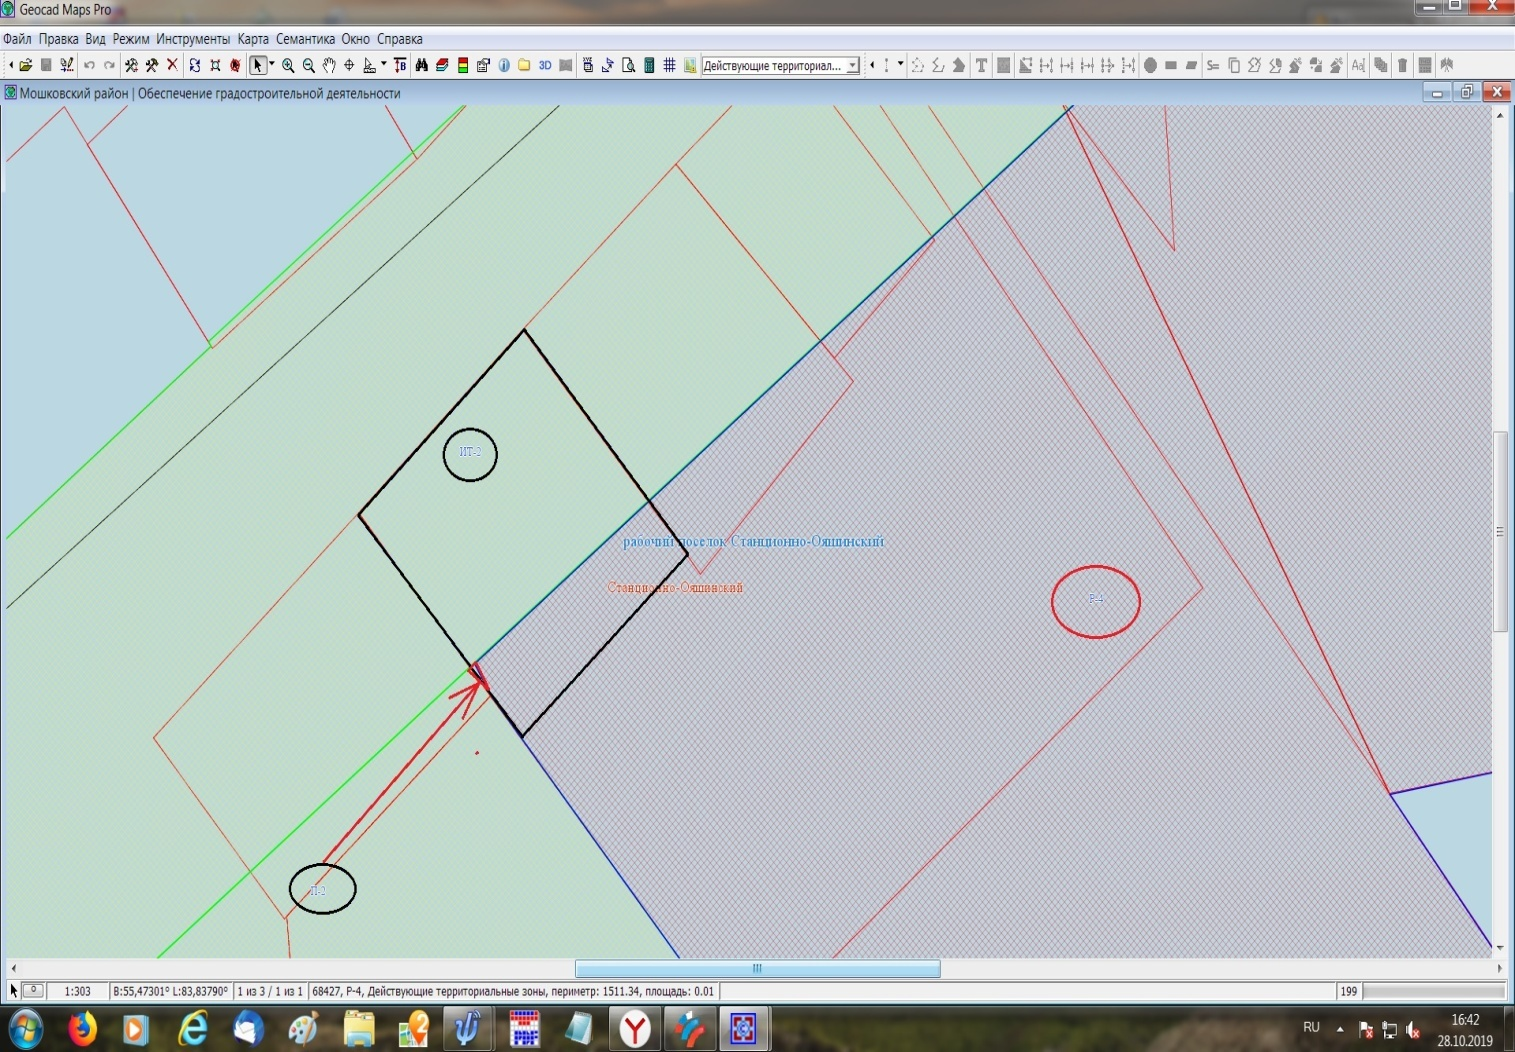 Geocad Maps Pro
Файл Правка Вид Режим Инструменты Карта Семантика Окно Справка
3D Действующие территориал... T S= Aa
Мошковский район | Обеспечение градостроительной деятельности
ИТ-2
рабочий поселок Станционно-Ояшинский
Станционно-Ояшинский
Р-4
П-2
1:303 B:55,47301° L:83,83790° 1 из 3 / 1 из 1 68427, Р-4, Действующие территориальные зоны, периметр: 1511.34, площадь: 0.01 199
RU 16:42
28.10.2019